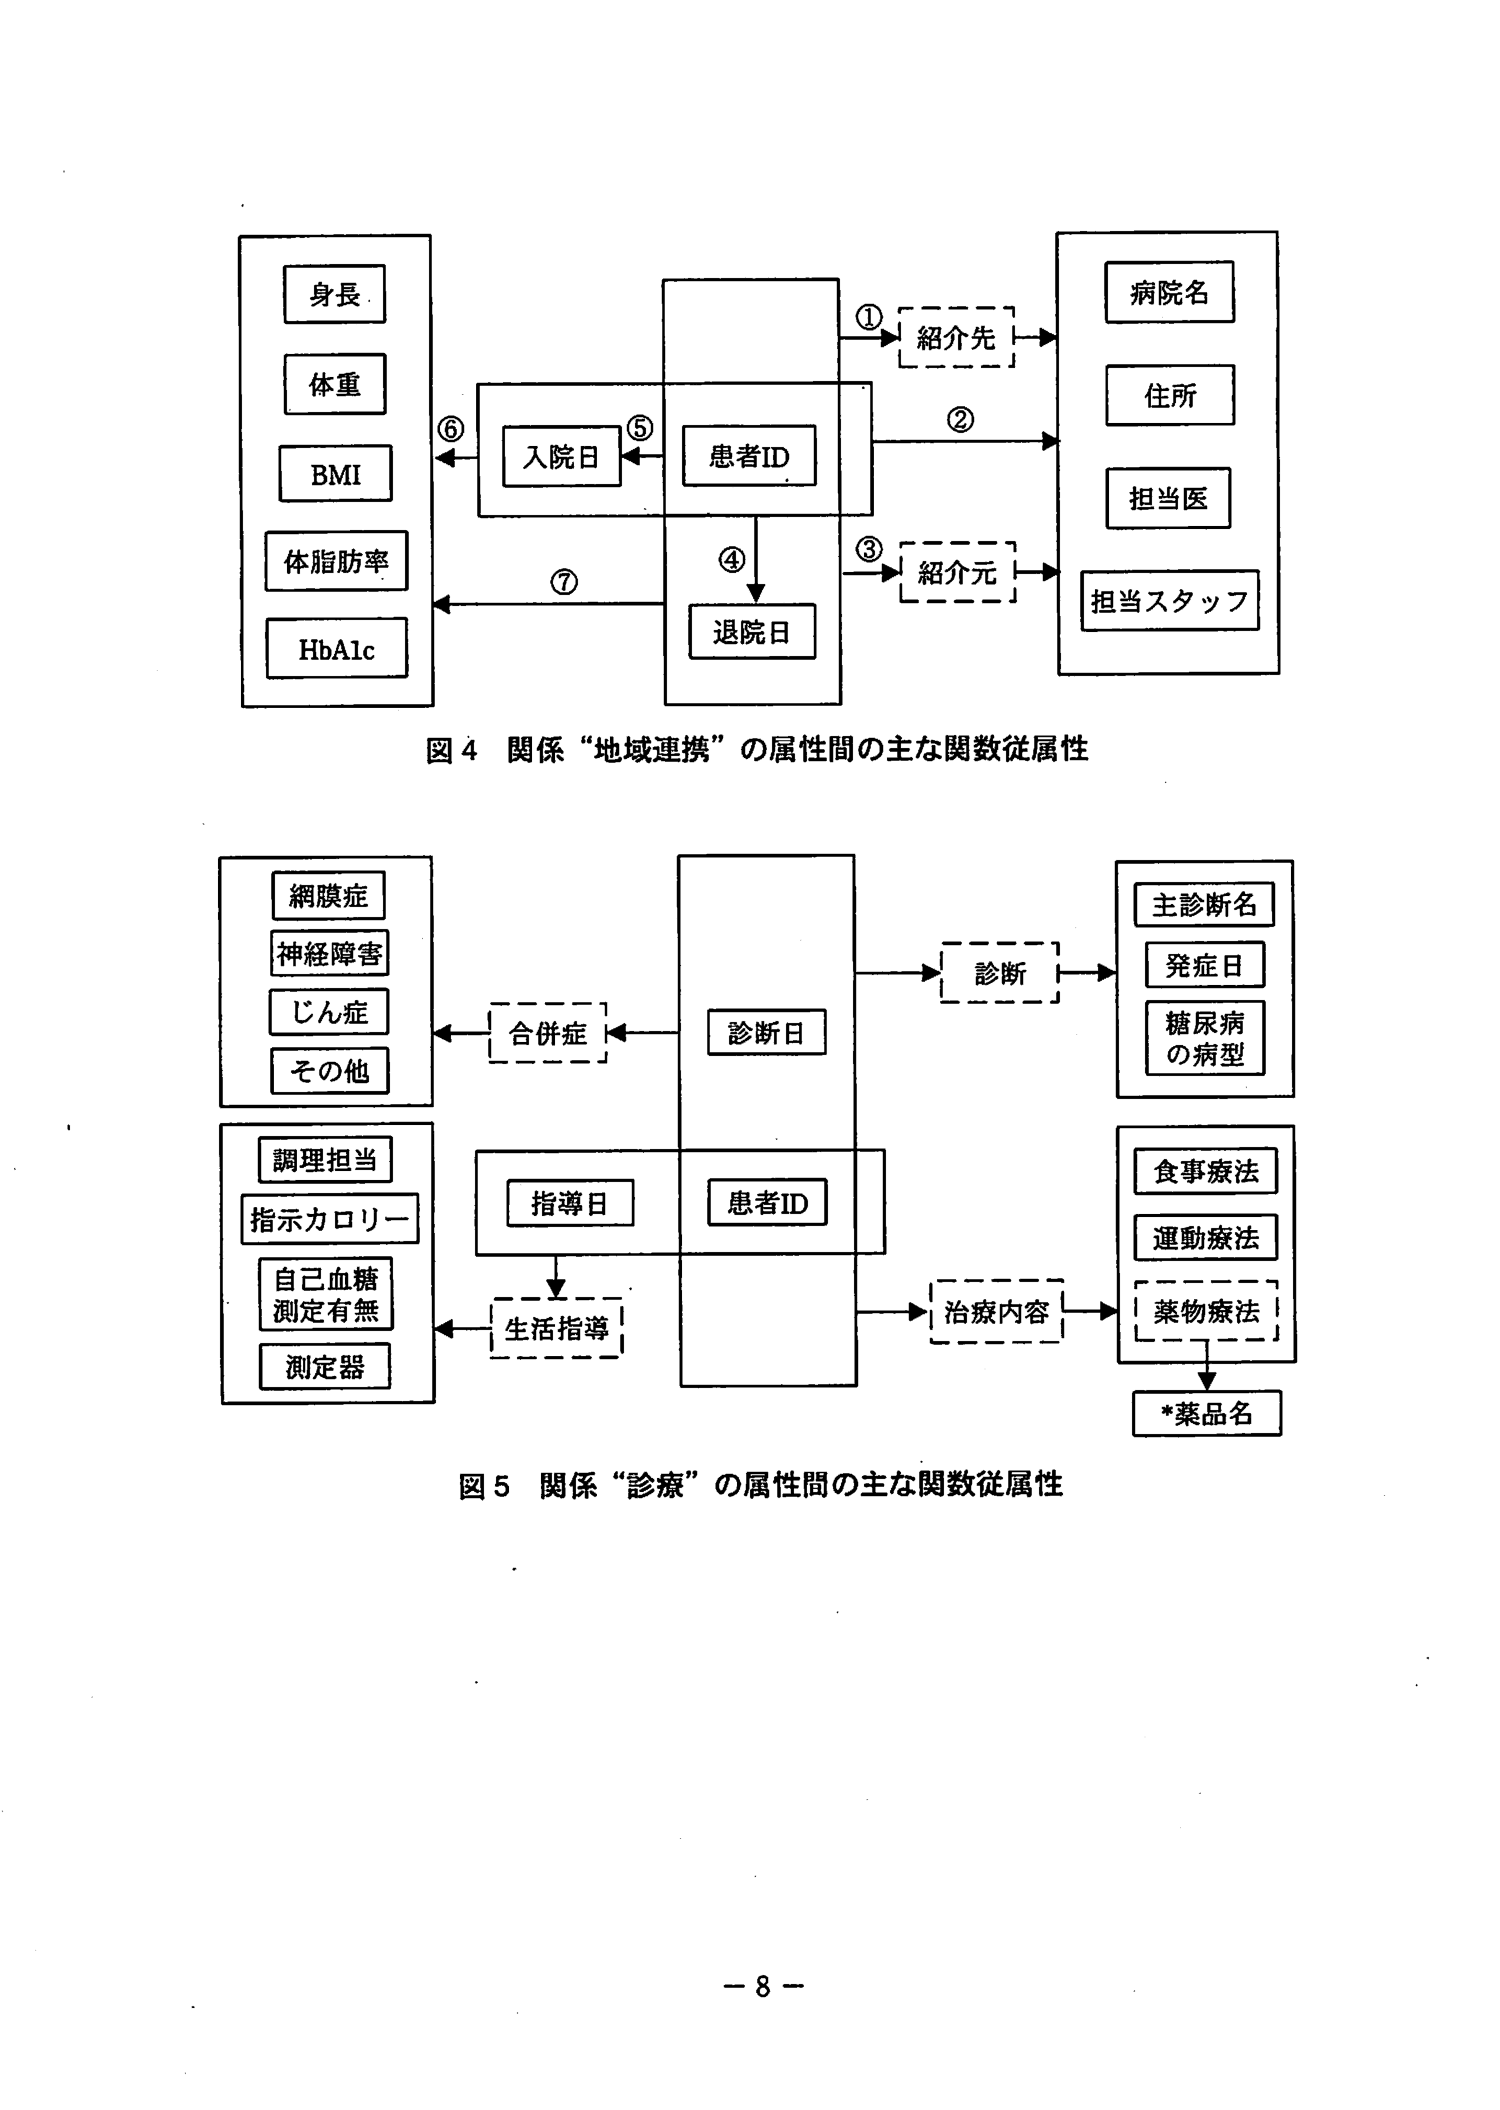 身長
体重
BMI
体脂肪率
HbA1c
⑥
入院日
⑤
患者ID
⑦
④
退院日
①
紹介先
②
③
紹介元
病院名
住所
担当医
担当スタッフ
図4 関係“地域連携”の属性間の主な関数従属性
網膜症
神経障害
じん症
その他
合併症
診断日
診断
主診断名
発症日
糖尿病
の病型
調理担当
指示カロリー
自己血糖
測定有無
測定器
指導日
患者ID
生活指導
治療内容
食事療法
運動療法
薬物療法
*薬品名
図5 関係“診療”の属性間の主な関数従属性
－8－